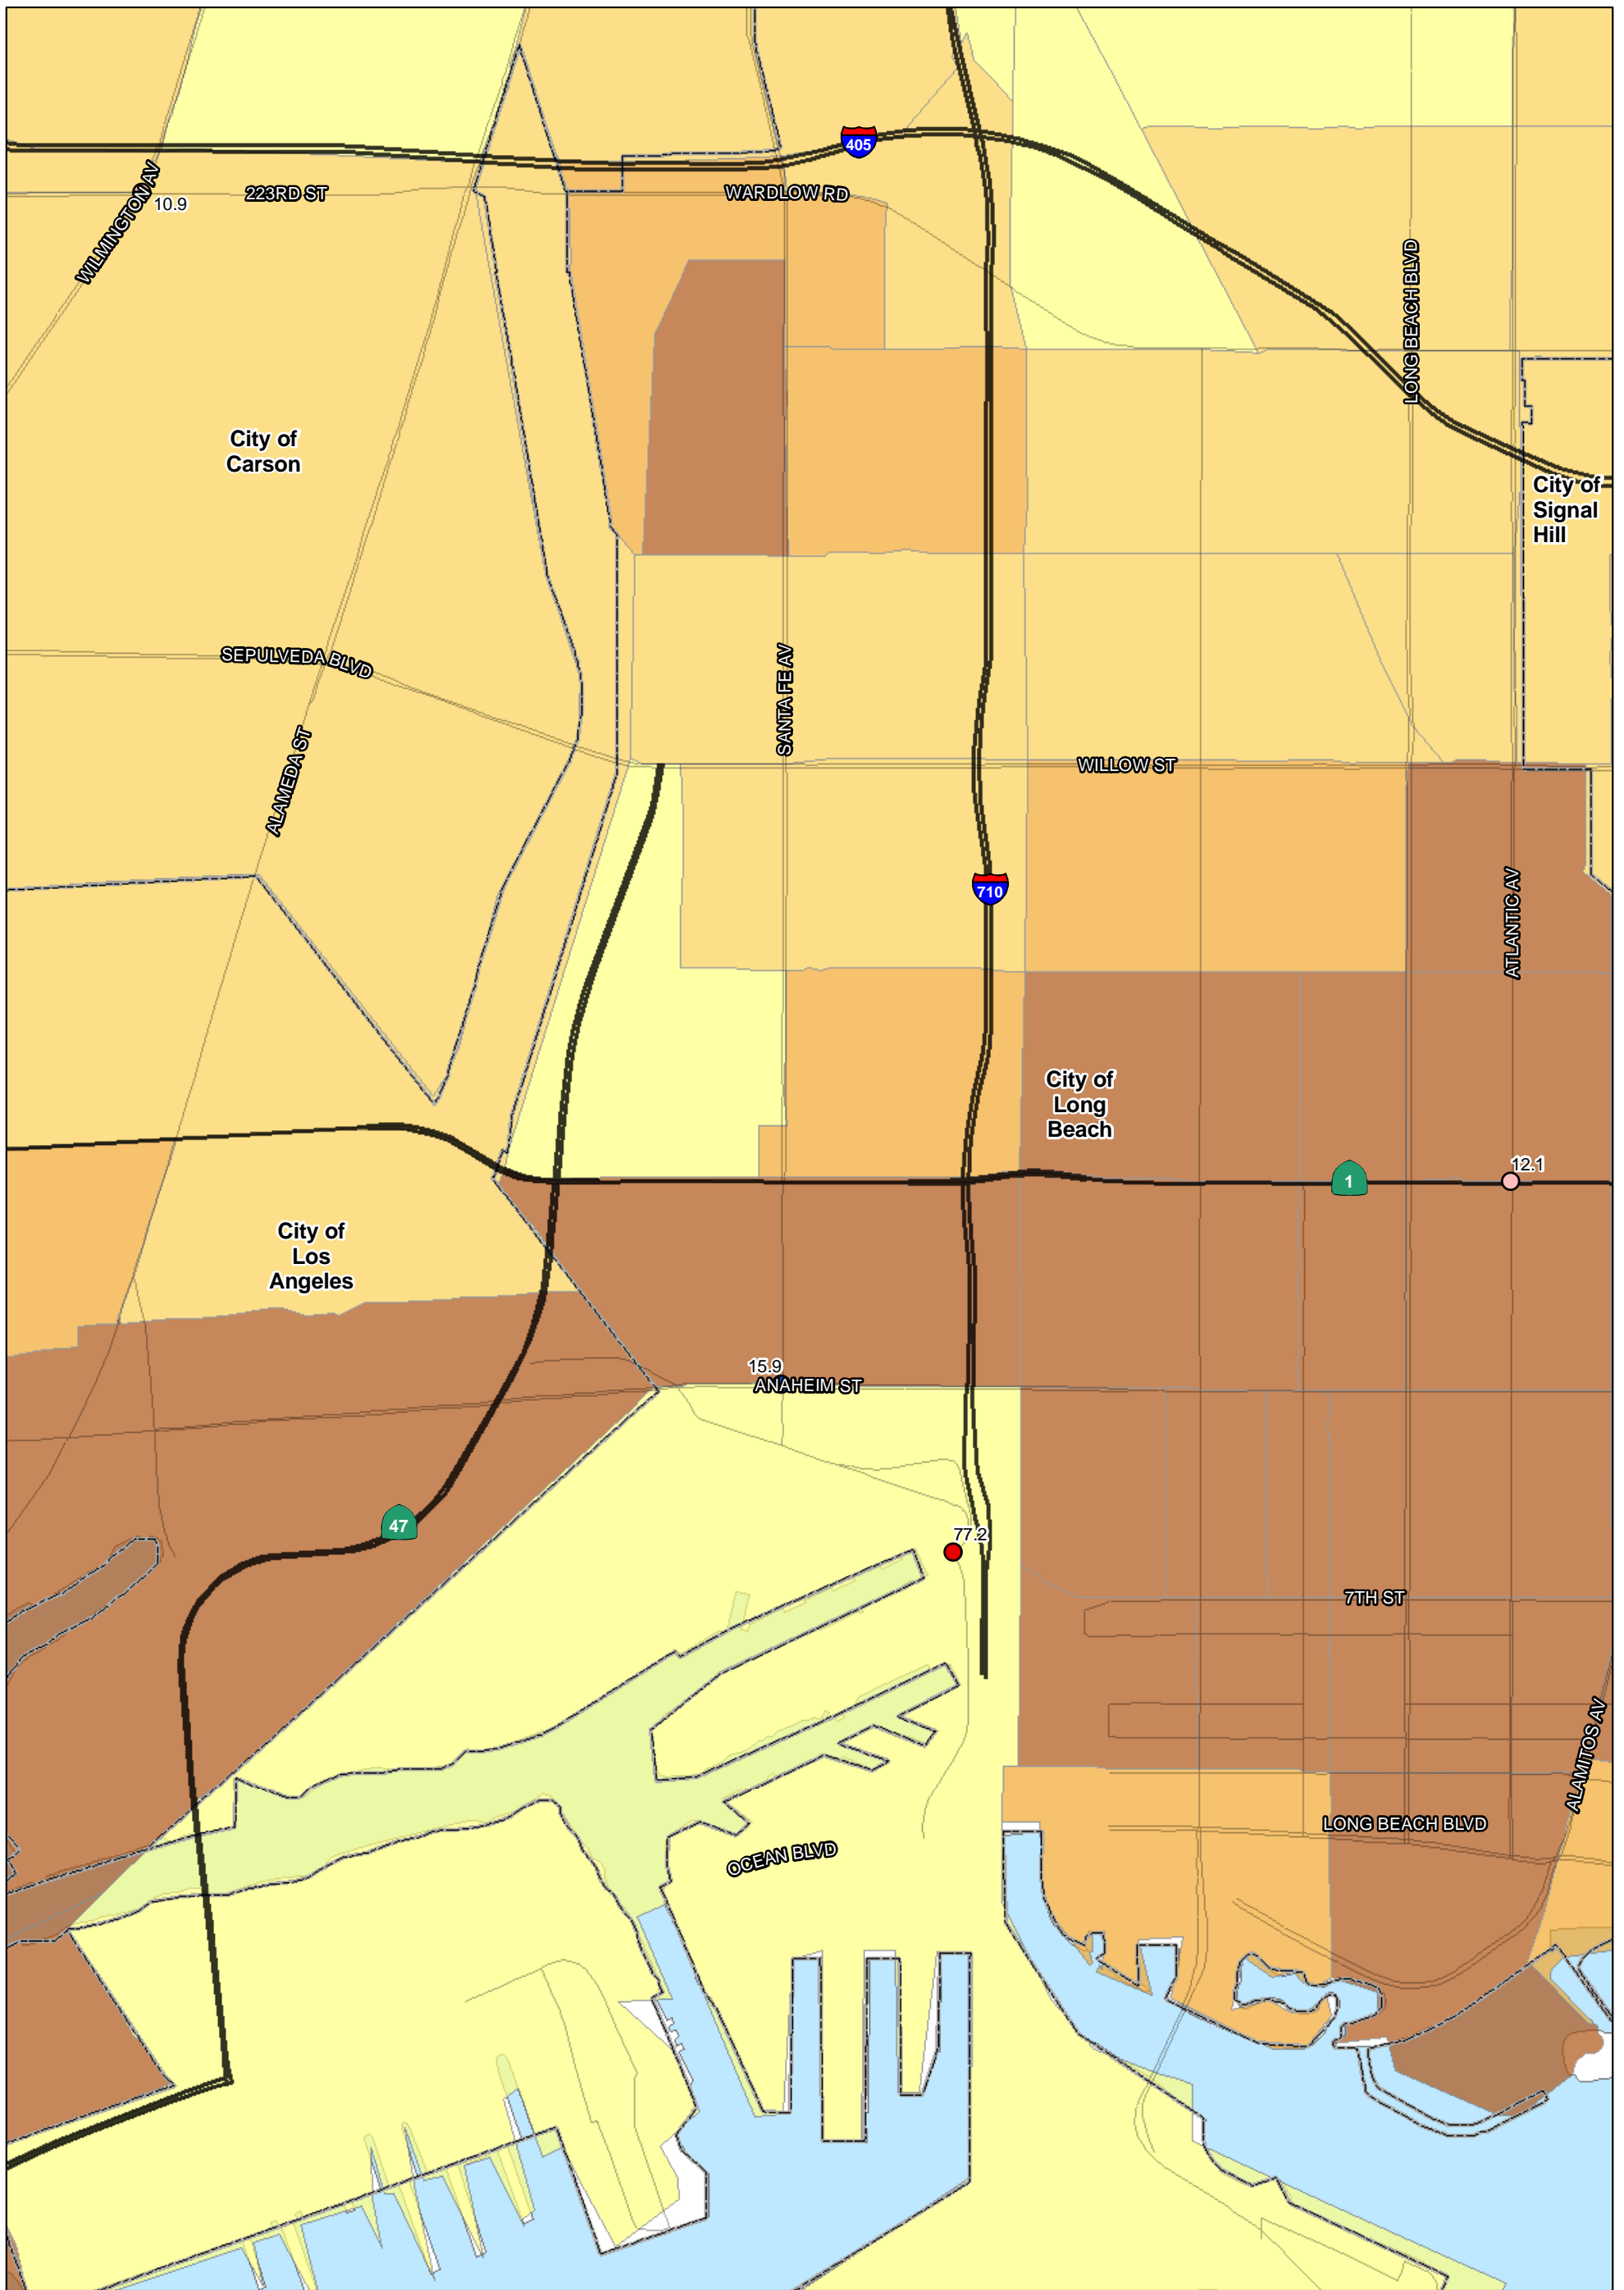 405
WILMINGTON AV
223RD ST
WARDLOW RD
10.9
LONG BEACH BLVD
City of
Carson
City of
Signal
Hill
SEPULVEDA BLVD
SANTA FE AV
ALAMEDA ST
WILLOW ST
710
ATLANTIC AV
City of
Long
Beach
12.1
1
City of
Los
Angeles
15.9
ANAHEIM ST
47
77.2
7TH ST
ALAMITOS AV
LONG BEACH BLVD
OCEAN BLVD